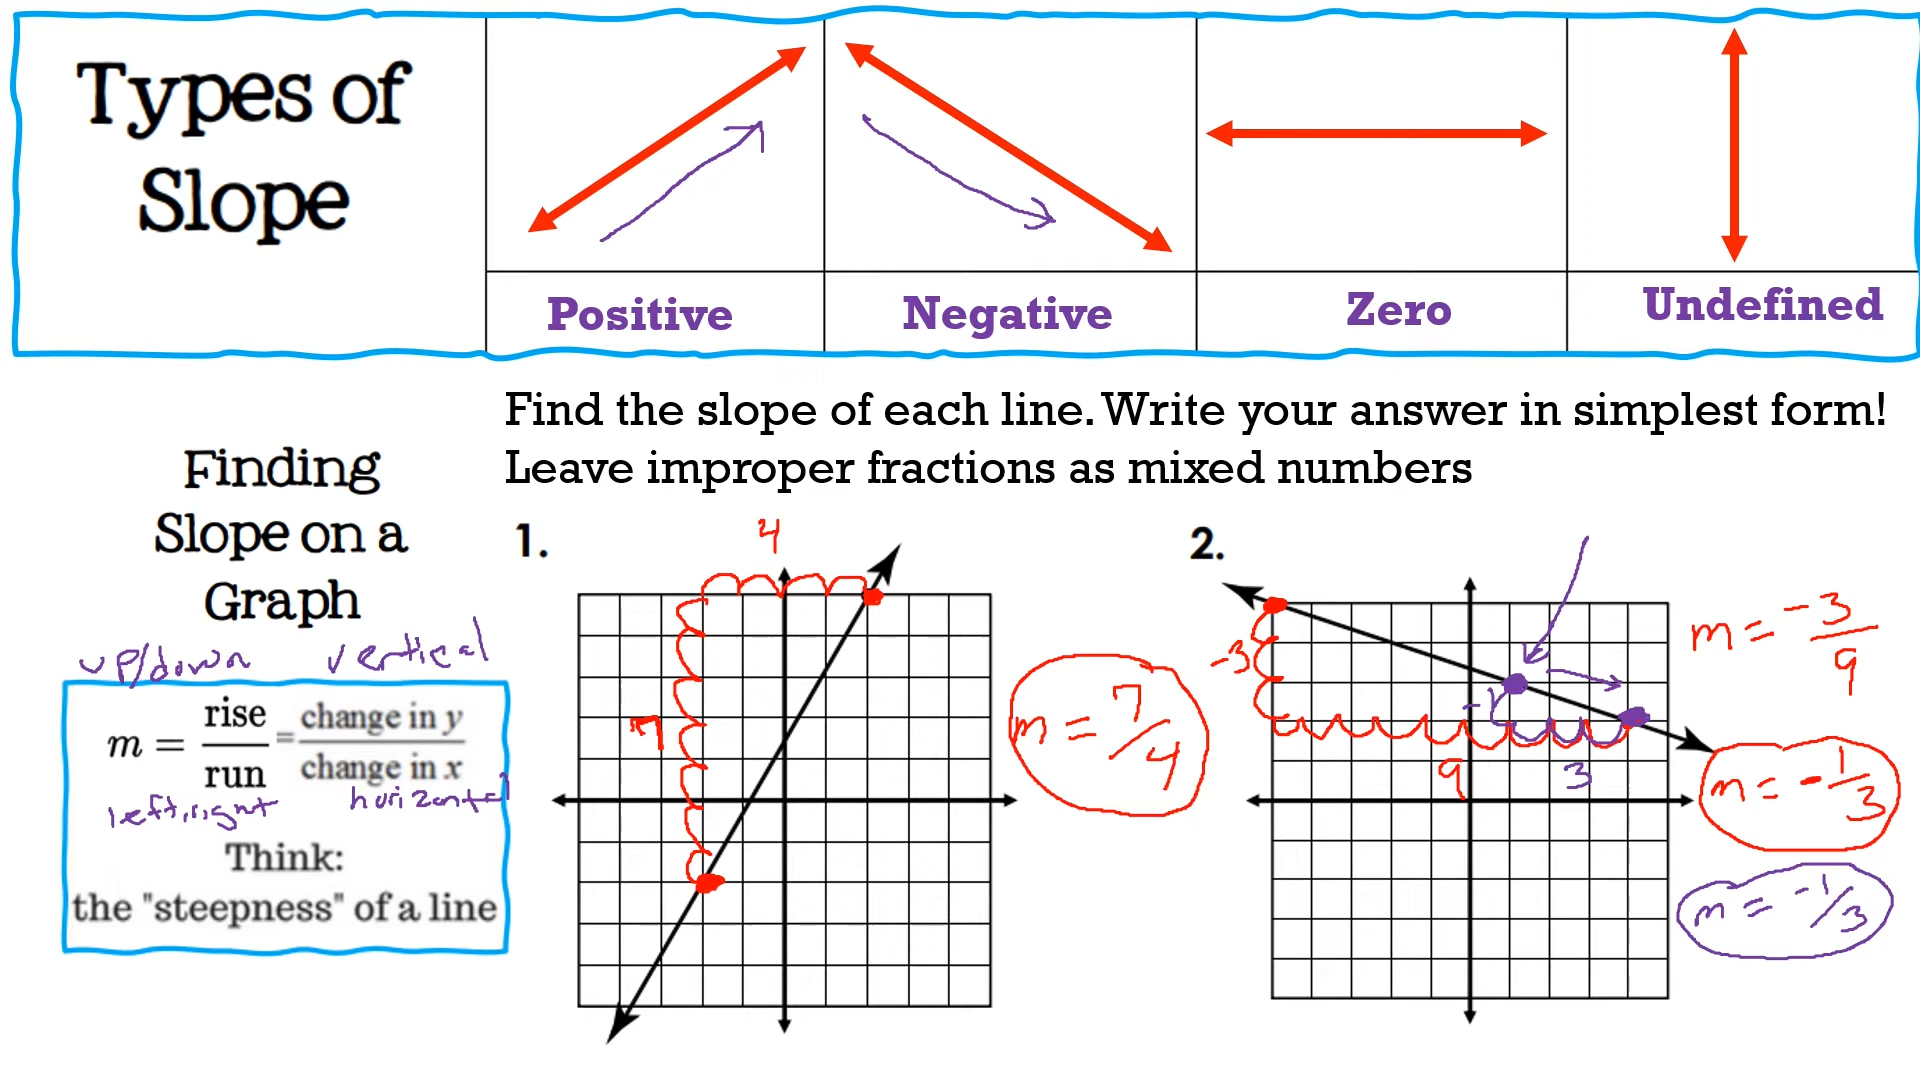 Types of
Slope
Positive
Negative
Zero
Undefined
Find the slope of each line. Write your answer in simplest form!
Leave improper fractions as mixed numbers
Finding
Slope on a
Graph
up/down vertical
m = rise/run = change in y/change in x
left, right horizontal
Think:
the "steepness" of a line
1.
4
7
m = 7/4
2.
-3
-1
9
3
m = -3/9
m = -1/3
m = -1/3